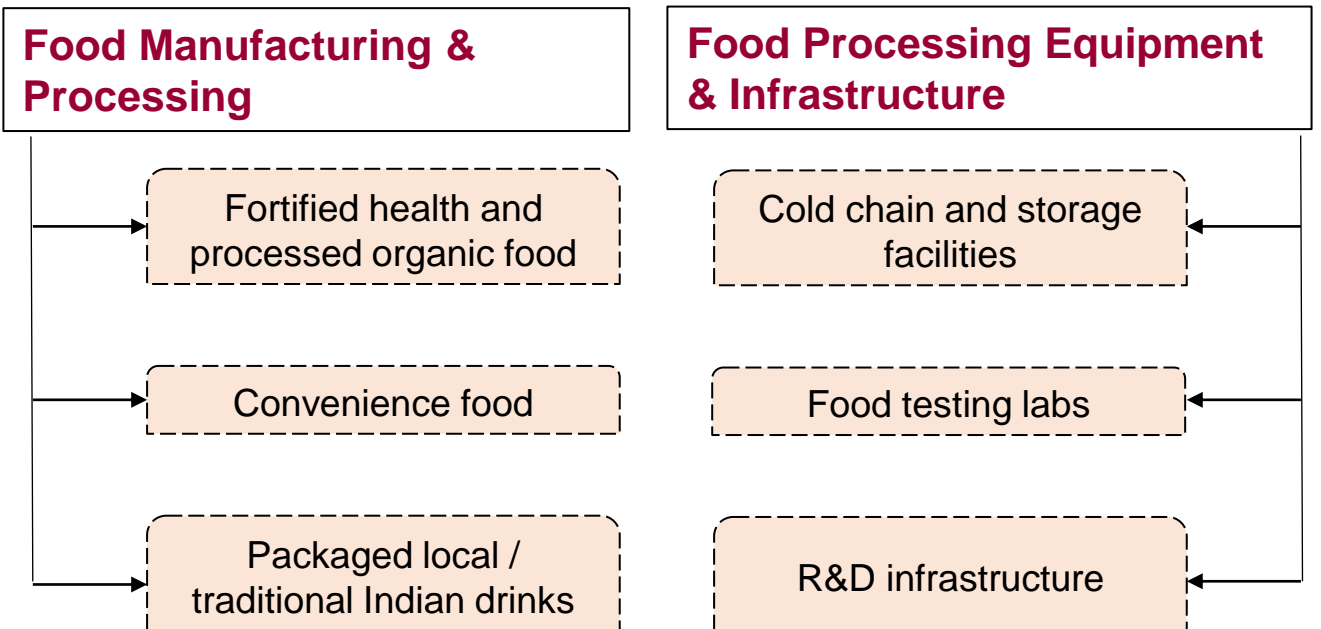 Food Manufacturing &
Processing
Fortified health and
processed organic food
Convenience food
Packaged local /
traditional Indian drinks
Food Processing Equipment
& Infrastructure
Cold chain and storage
facilities
Food testing labs
R&D infrastructure